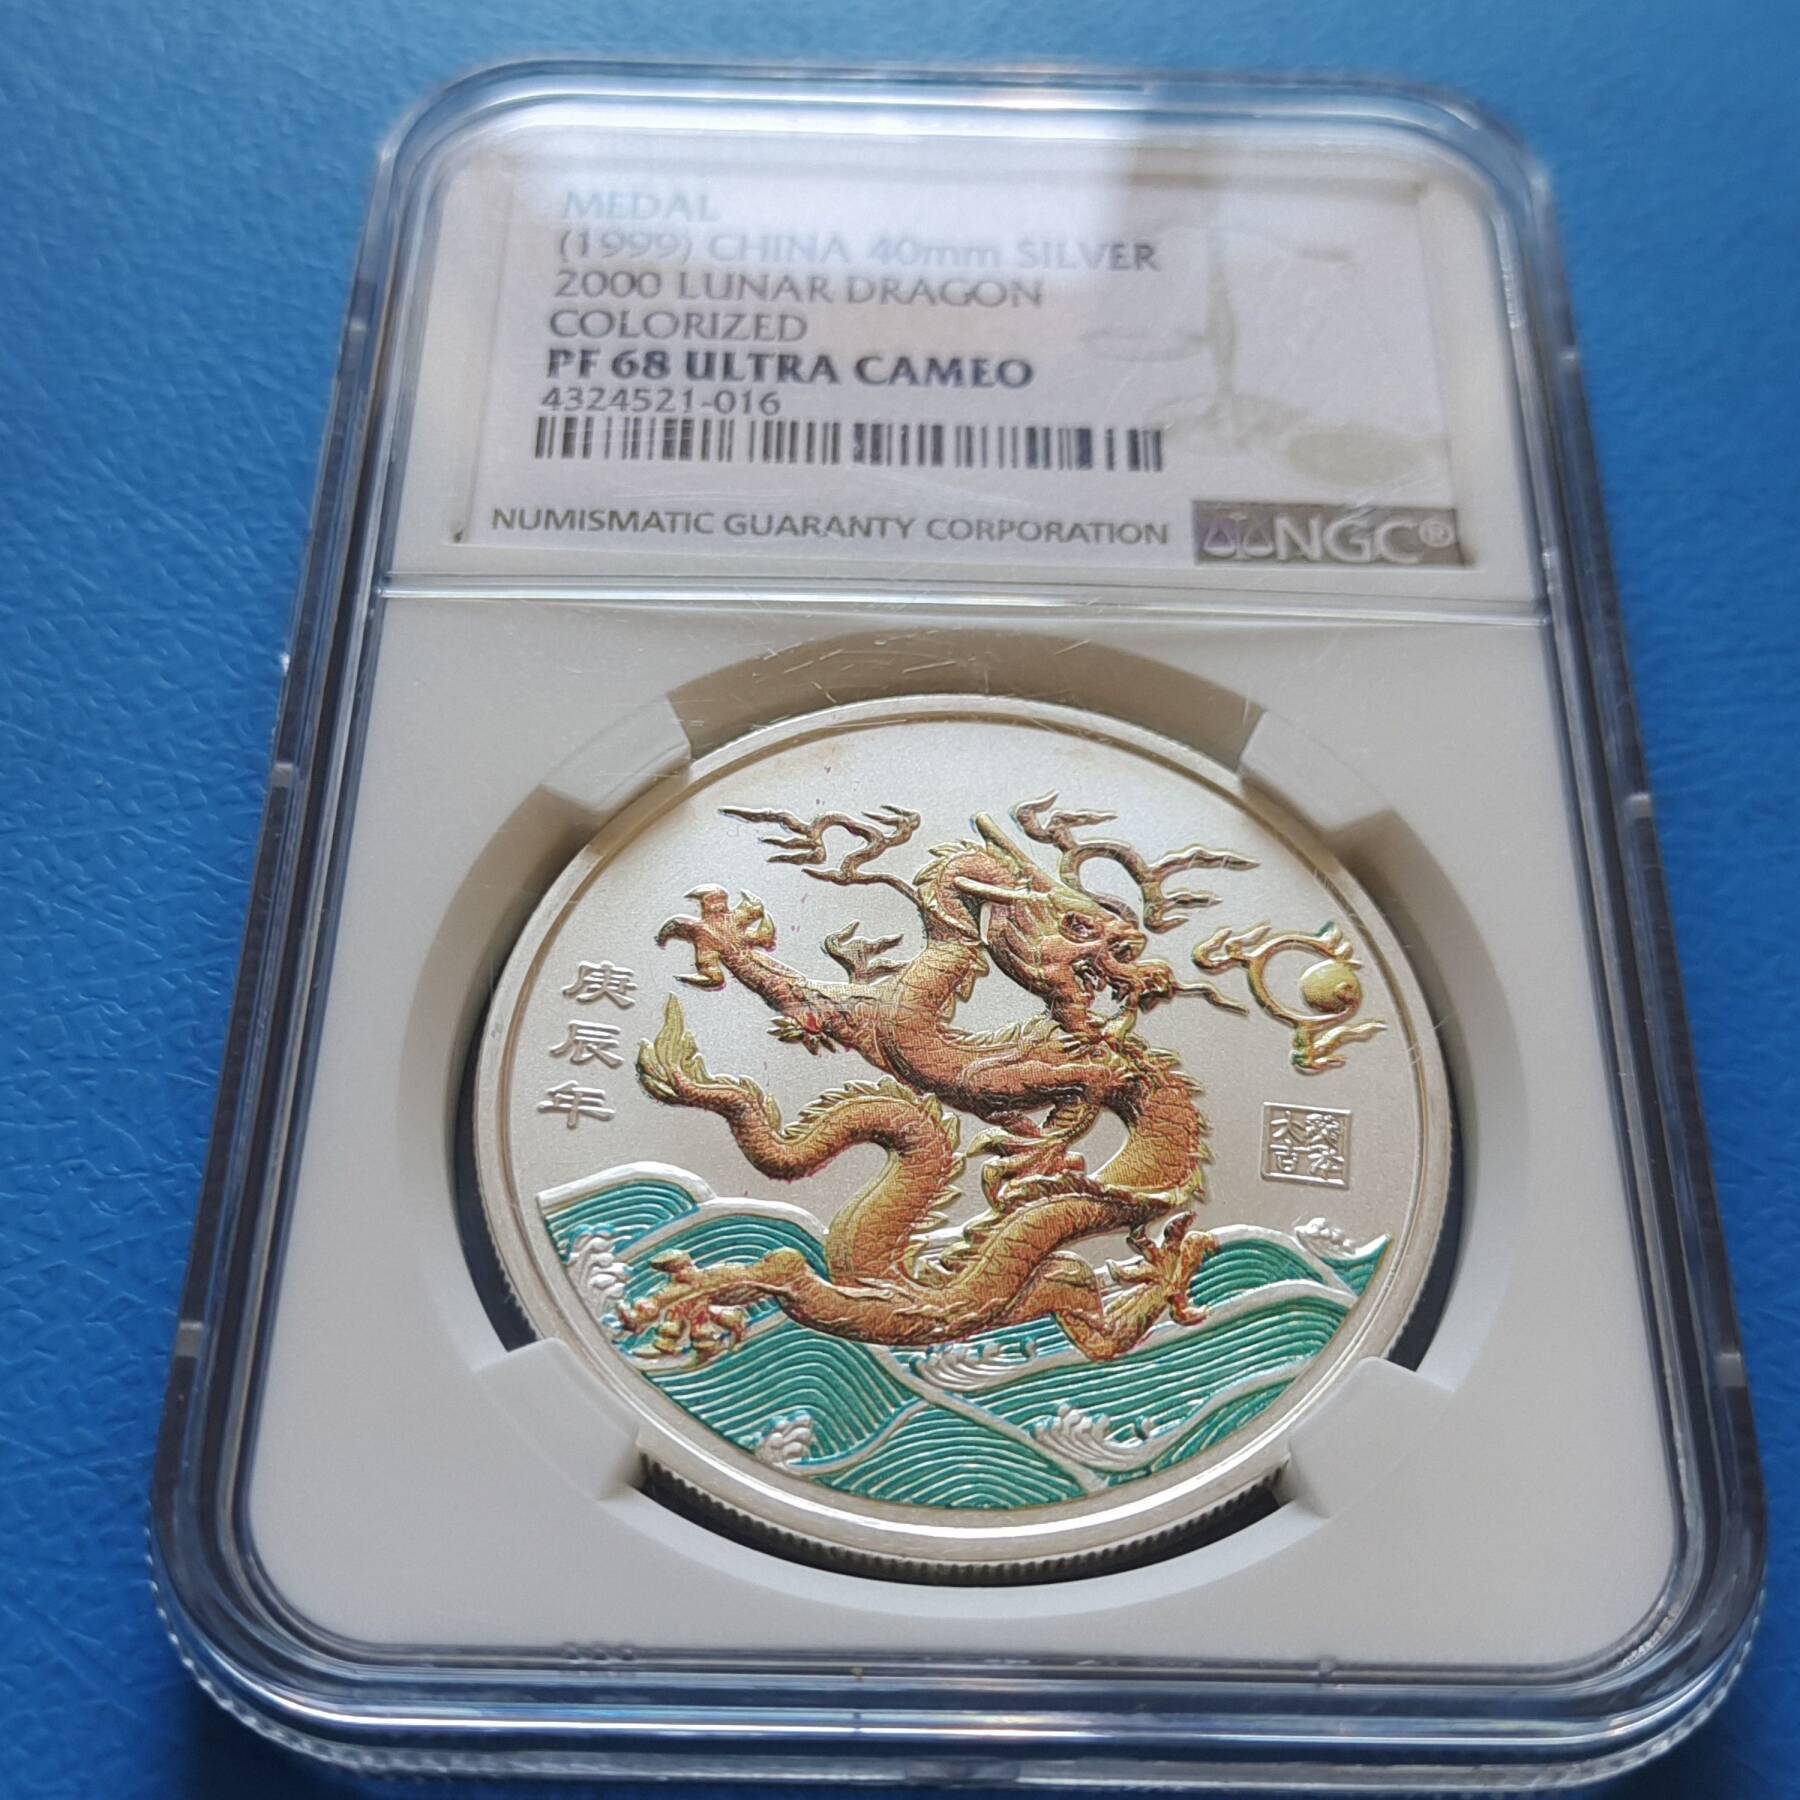 MEDAL
(1999) CHINA 40mm SILVER
2000 LUNAR DRAGON
COLORIZED
PF 68 ULTRA CAMEO
4324521-016
NUMISMATIC GUARANTY CORPORATION
NGC®
庚辰年